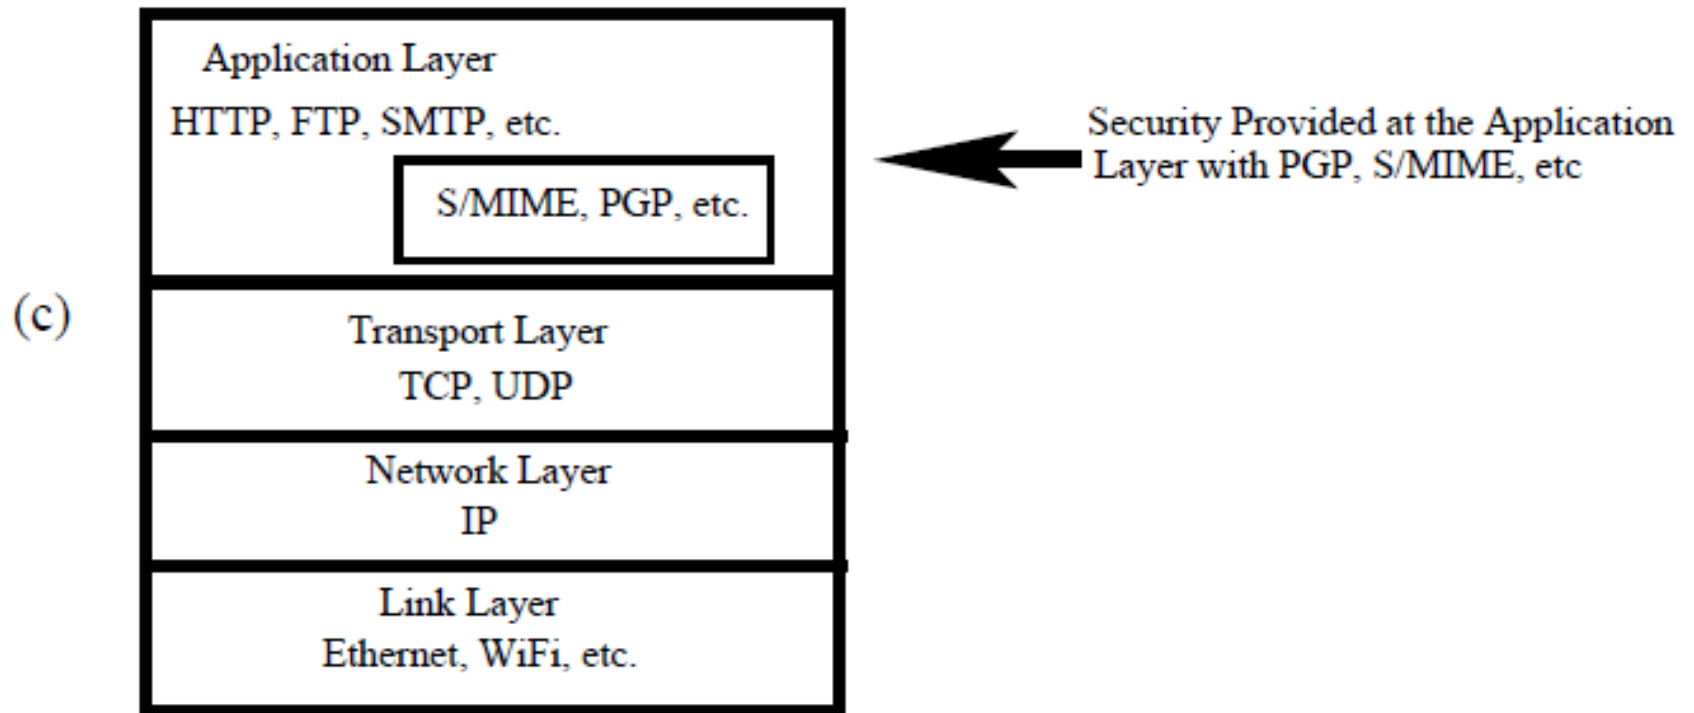 Application Layer
HTTP, FTP, SMTP, etc.
S/MIME, PGP, etc.
Security Provided at the Application
Layer with PGP, S/MIME, etc
(c)
Transport Layer
TCP, UDP
Network Layer
IP
Link Layer
Ethernet, WiFi, etc.